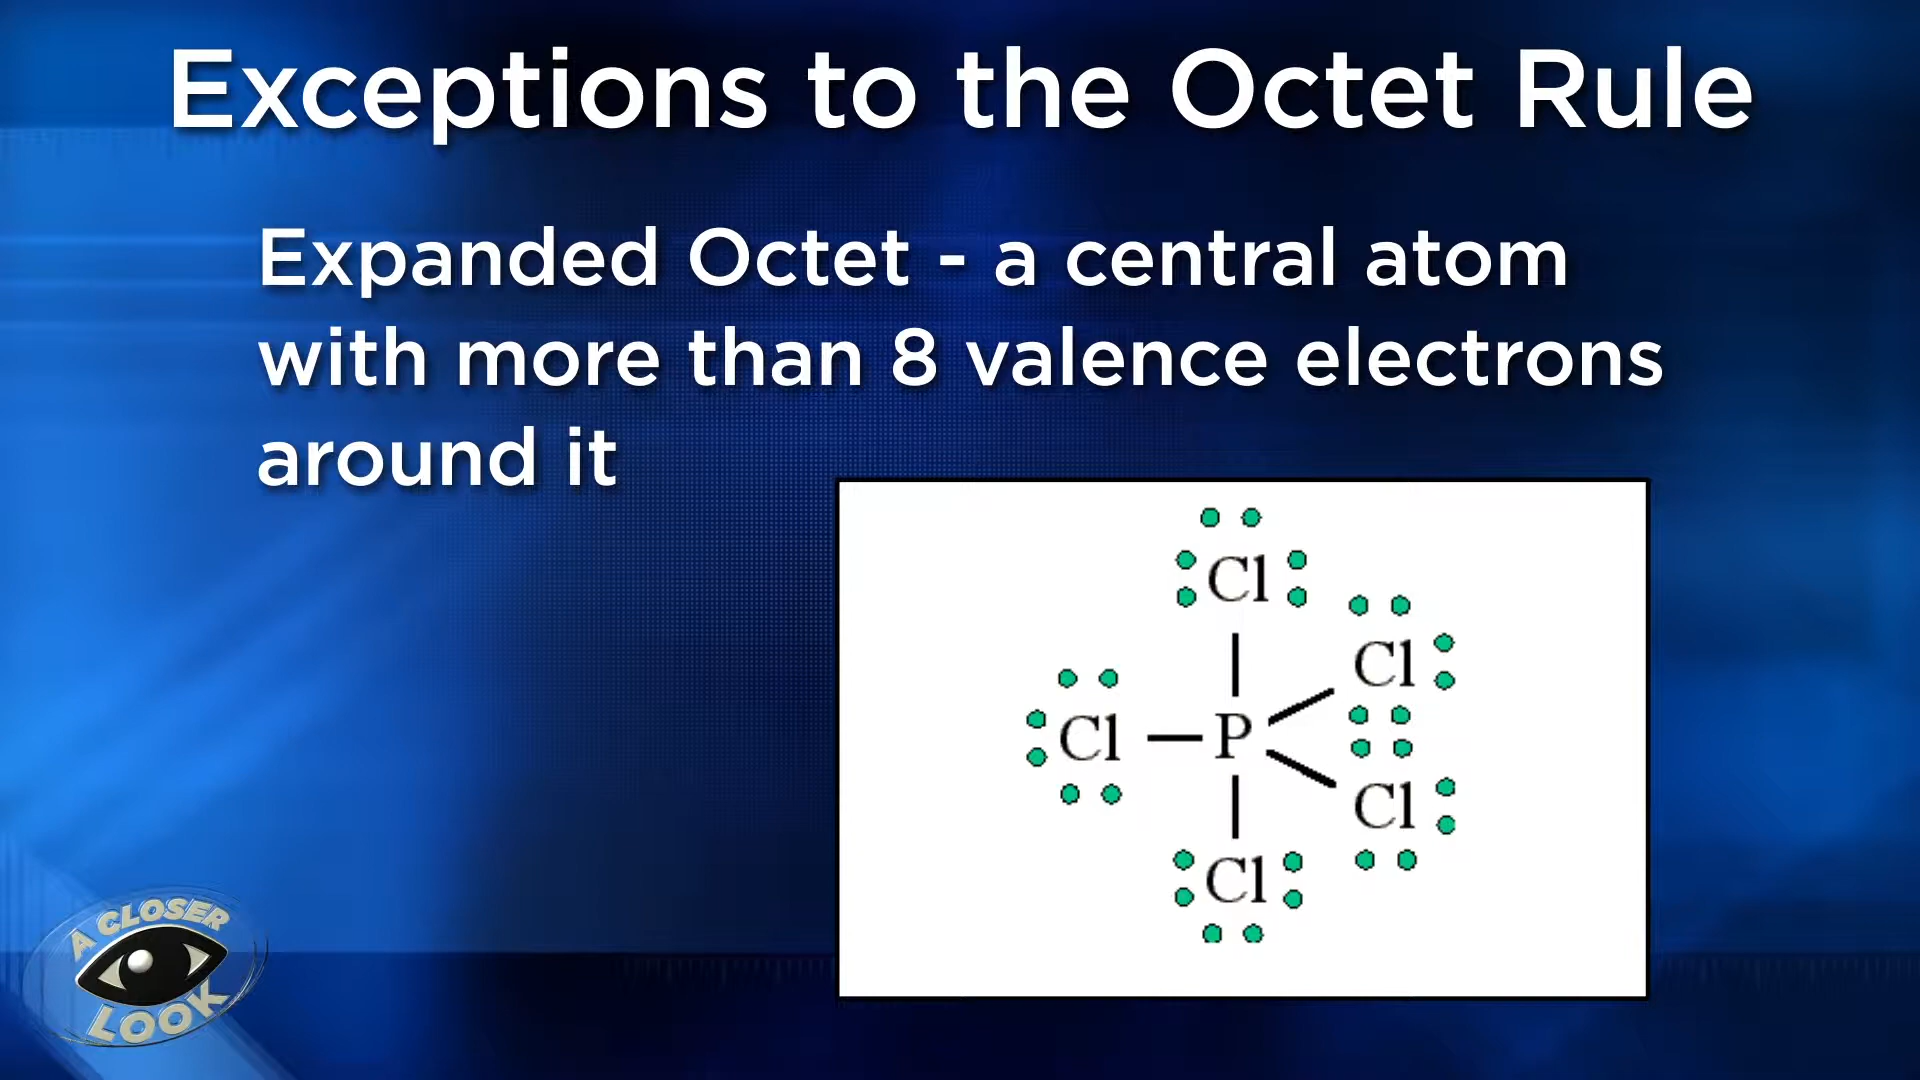 Exceptions to the Octet Rule
Expanded Octet - a central atom
with more than 8 valence electrons
around it
Cl
Cl
Cl P
Cl
Cl
A CLOSER
LOOK